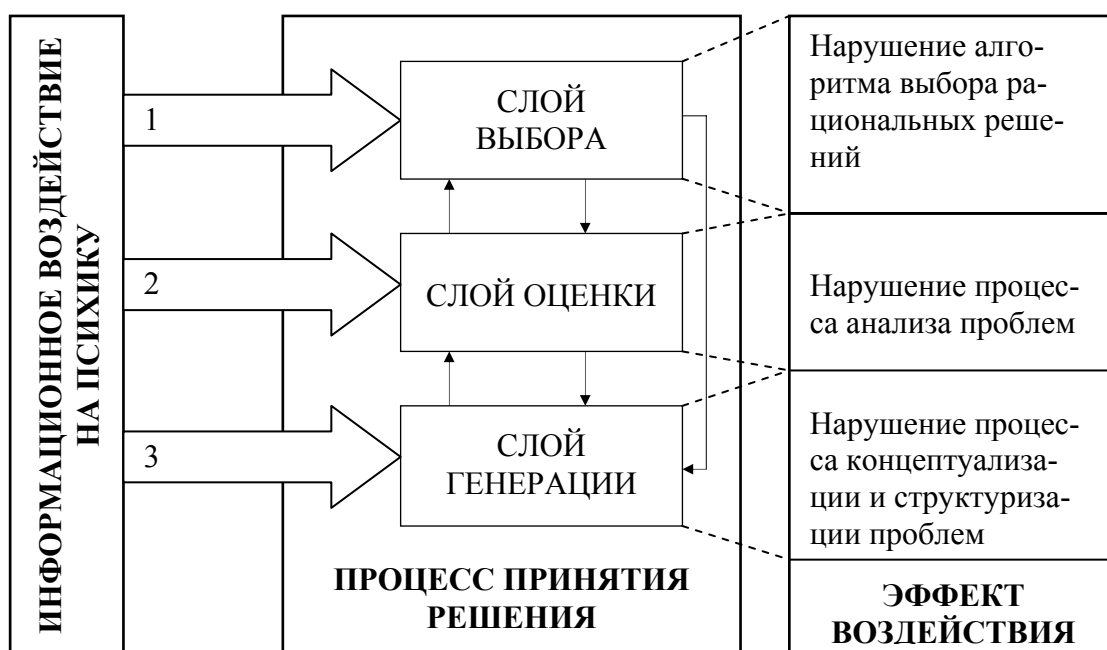 ИНФОРМАЦИОННОЕ ВОЗДЕЙСТВИЕ
НА ПСИХИКУ
1
2
3
СЛОЙ
ВЫБОРА
СЛОЙ ОЦЕНКИ
СЛОЙ
ГЕНЕРАЦИИ
ПРОЦЕСС ПРИНЯТИЯ
РЕШЕНИЯ
Нарушение алго-
ритма выбора ра-
циональных реше-
ний
Нарушение процес-
са анализа проблем
Нарушение процес-
са концептуализа-
ции и структуриза-
ции проблем
ЭФФЕКТ
ВОЗДЕЙСТВИЯ